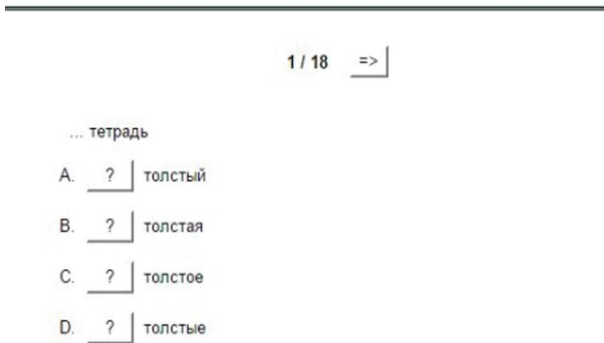 1 / 18 =>
... тетрадь
A. ? толстый
B. ? толстая
C. ? толстое
D. ? толстые